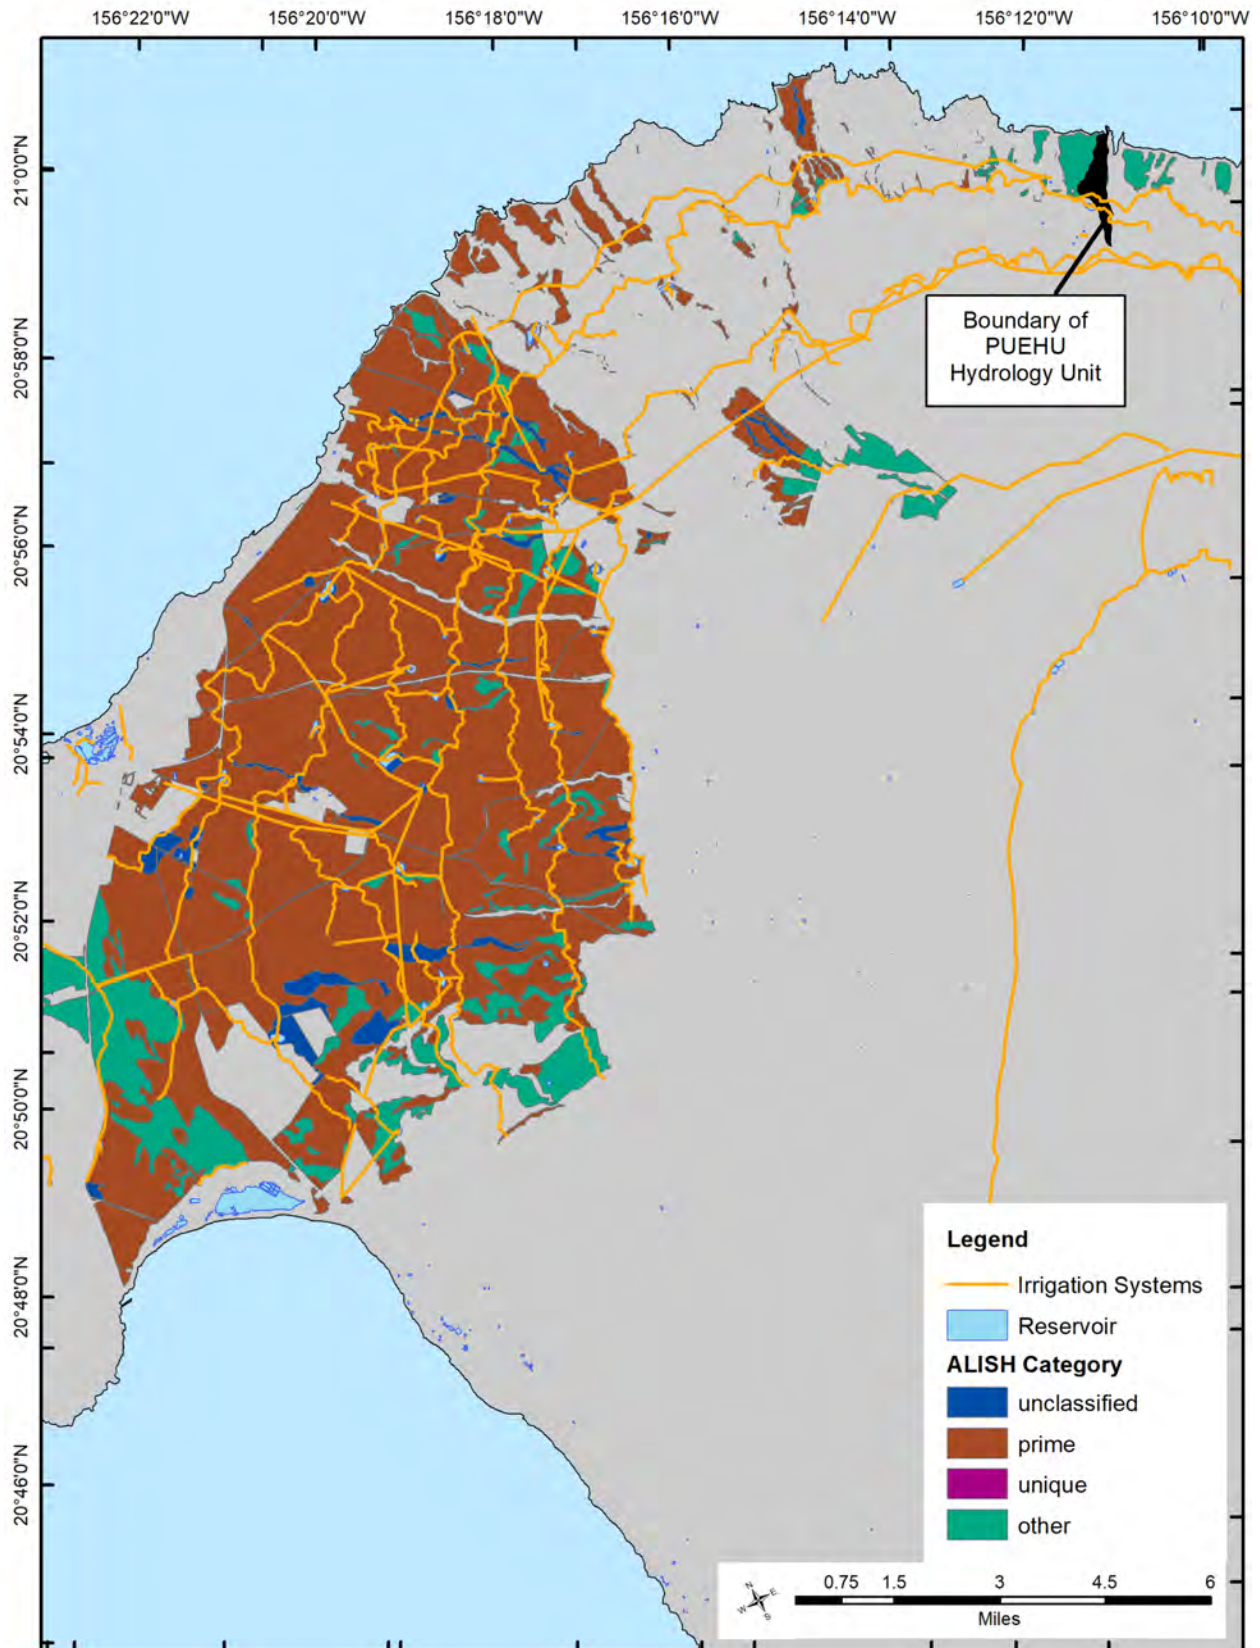 156°22'0"W 156°20'0"W 156°18'0"W 156°16'0"W 156°14'0"W 156°12'0"W 156°10'0"W
21°0'0"N
20°58'0"N
20°56'0"N
20°54'0"N
20°52'0"N
20°50'0"N
20°48'0"N
20°46'0"N
Boundary of
PUEHU
Hydrology Unit
Legend
Irrigation Systems
Reservoir
ALISH Category
unclassified
prime
unique
other
N
E
W
S
0.75 1.5 3 4.5 6
Miles